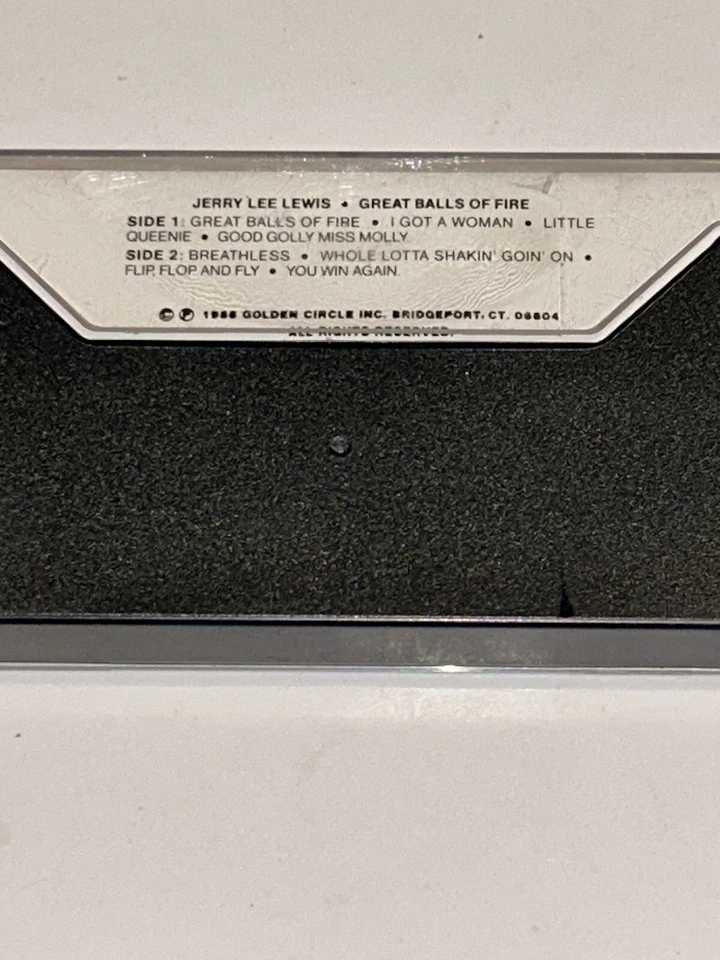 JERRY LEE LEWIS • GREAT BALLS OF FIRE
SIDE 1: GREAT BALLS OF FIRE • I GOT A WOMAN • LITTLE
QUEENIE • GOOD GOLLY MISS MOLLY
SIDE 2: BREATHLESS • WHOLE LOTTA SHAKIN' GOIN' ON •
FLIP, FLOP AND FLY • YOU WIN AGAIN
© ℗ GOLDEN CIRCLE INC. BRIDGEPORT, CT.
ALL RIGHTS RESERVED.